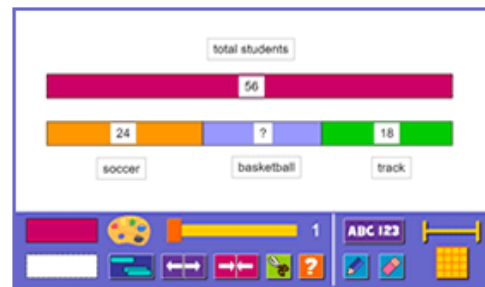 total students
56
24 ? 18
soccer basketball track
1 ABC 123
?